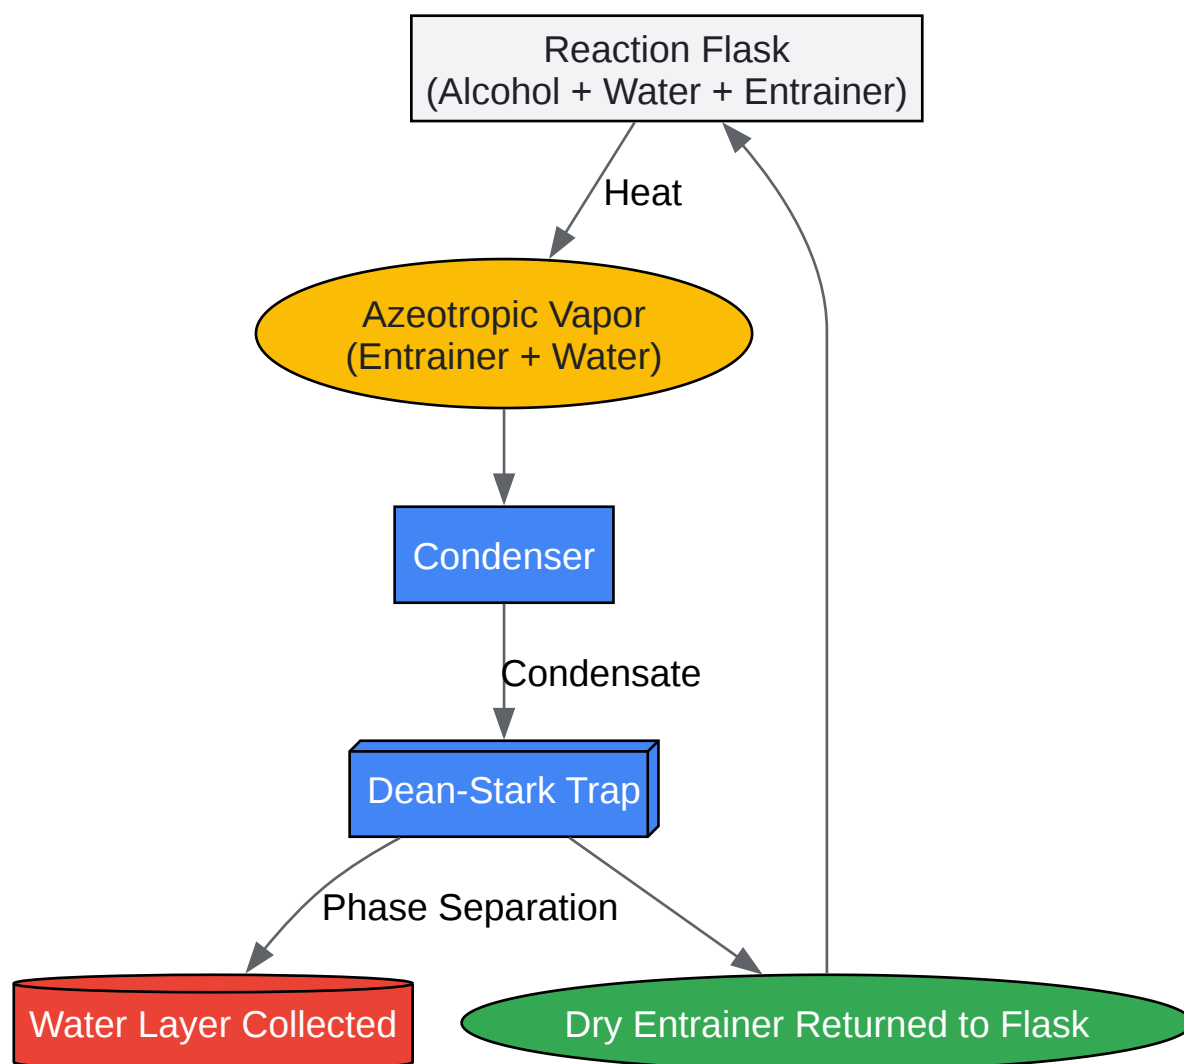 Reaction Flask
(Alcohol + Water + Entrainer)
Heat
Azeotropic Vapor
(Entrainer + Water)
Condenser
Condensate
Dean-Stark Trap
Phase Separation
Water Layer Collected
Dry Entrainer Returned to Flask